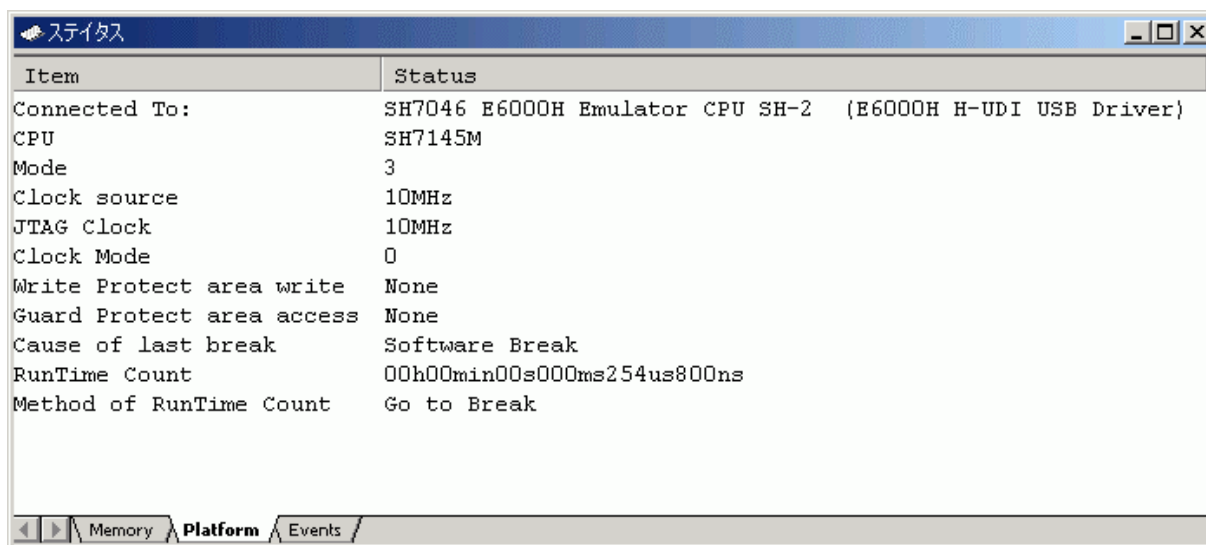 ステイタス
Item Status
Connected To: SH7046 E6000H Emulator CPU SH-2 (E6000H H-UDI USB Driver)
CPU SH7145M
Mode 3
Clock source 10MHz
JTAG Clock 10MHz
Clock Mode 0
Write Protect area write None
Guard Protect area access None
Cause of last break Software Break
RunTime Count 00h00min00s000ms254us800ns
Method of RunTime Count Go to Break
Memory Platform Events